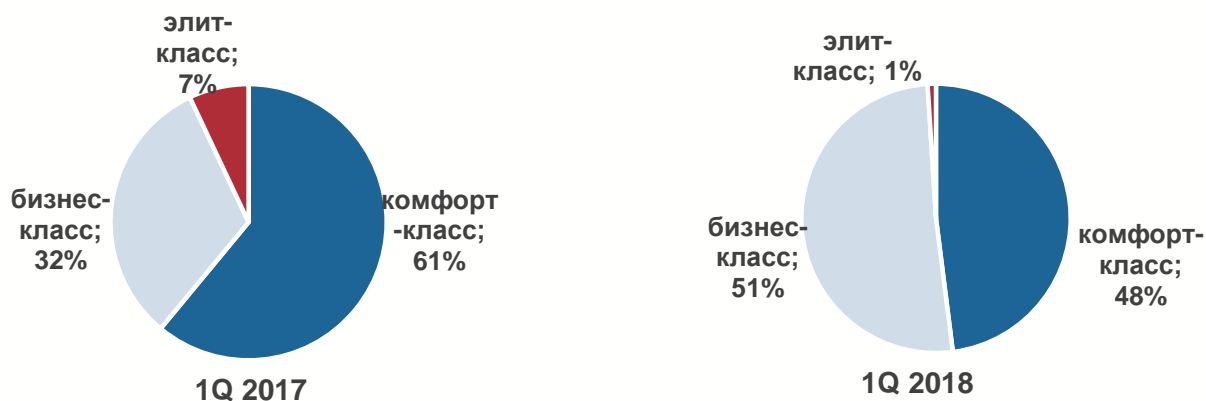 элит-
класс;
7%
бизнес-
класс;
32%
комфорт
-класс;
61%
1Q 2017
элит-
класс; 1%
бизнес-
класс;
51%
комфорт-
класс;
48%
1Q 2018